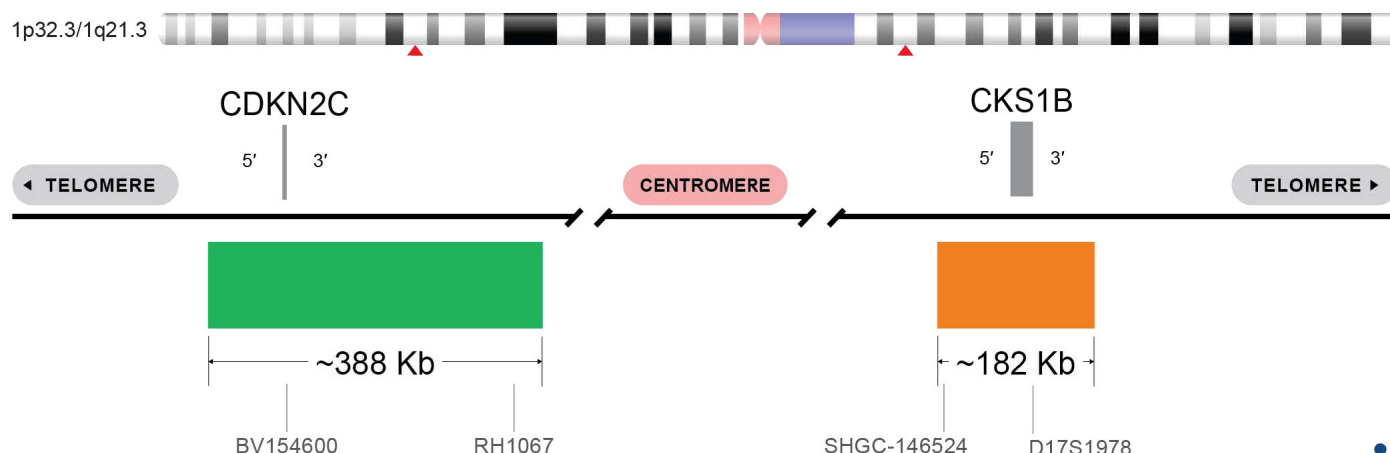 1p32.3/1q21.3
CDKN2C
CKS1B
5′ 3′
5′ 3′
TELOMERE
CENTROMERE
TELOMERE
~388 Kb
~182 Kb
BV154600
RH1067
SHGC-146524
D17S1978